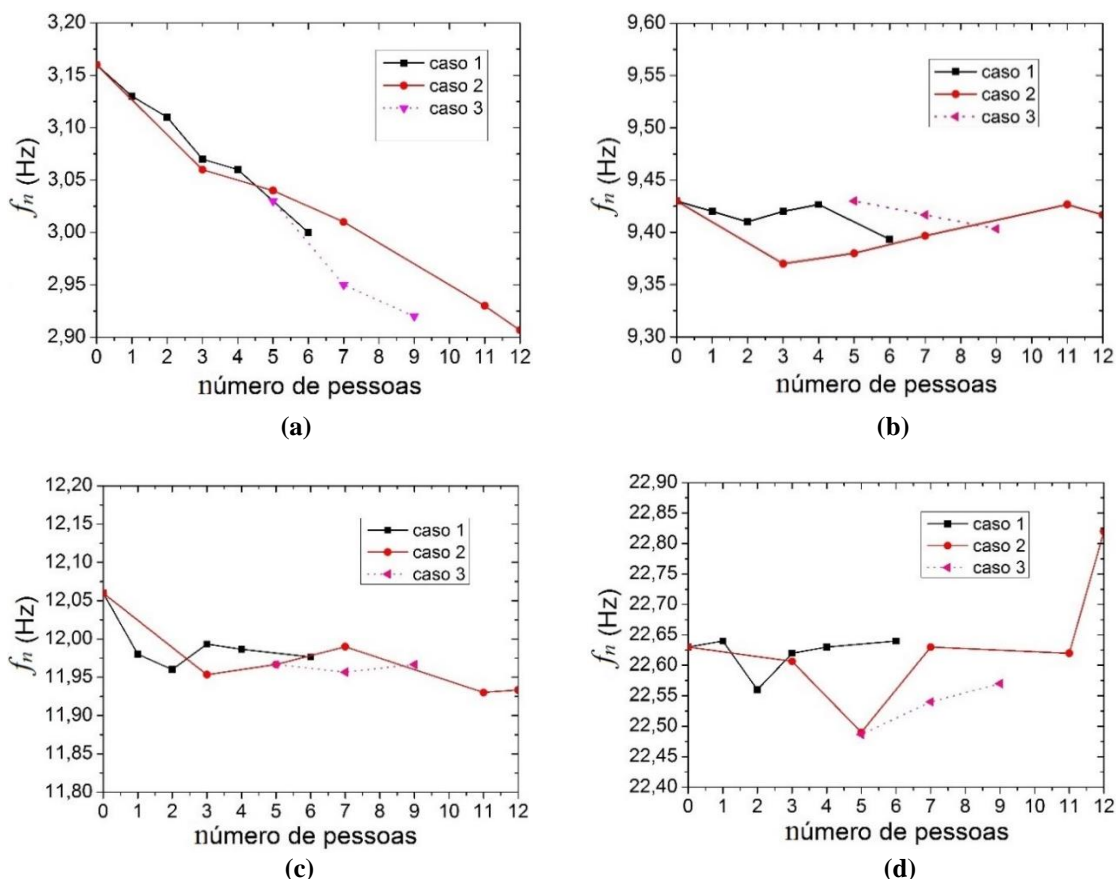 3,20
3,15
3,10
3,05
3,00
2,95
2,90
fn (Hz)
caso 1
caso 2
caso 3
0 1 2 3 4 5 6 7 8 9 10 11 12
número de pessoas
(a)
9,60
9,55
9,50
9,45
9,40
9,35
9,30
fn (Hz)
caso 1
caso 2
caso 3
0 1 2 3 4 5 6 7 8 9 10 11 12
número de pessoas
(b)
12,20
12,15
12,10
12,05
12,00
11,95
11,90
11,85
11,80
fn (Hz)
caso 1
caso 2
caso 3
0 1 2 3 4 5 6 7 8 9 10 11 12
número de pessoas
(c)
22,90
22,80
22,70
22,65
22,60
22,55
22,50
22,45
22,40
fn (Hz)
caso 1
caso 2
caso 3
0 1 2 3 4 5 6 7 8 9 10 11 12
número de pessoas
(d)